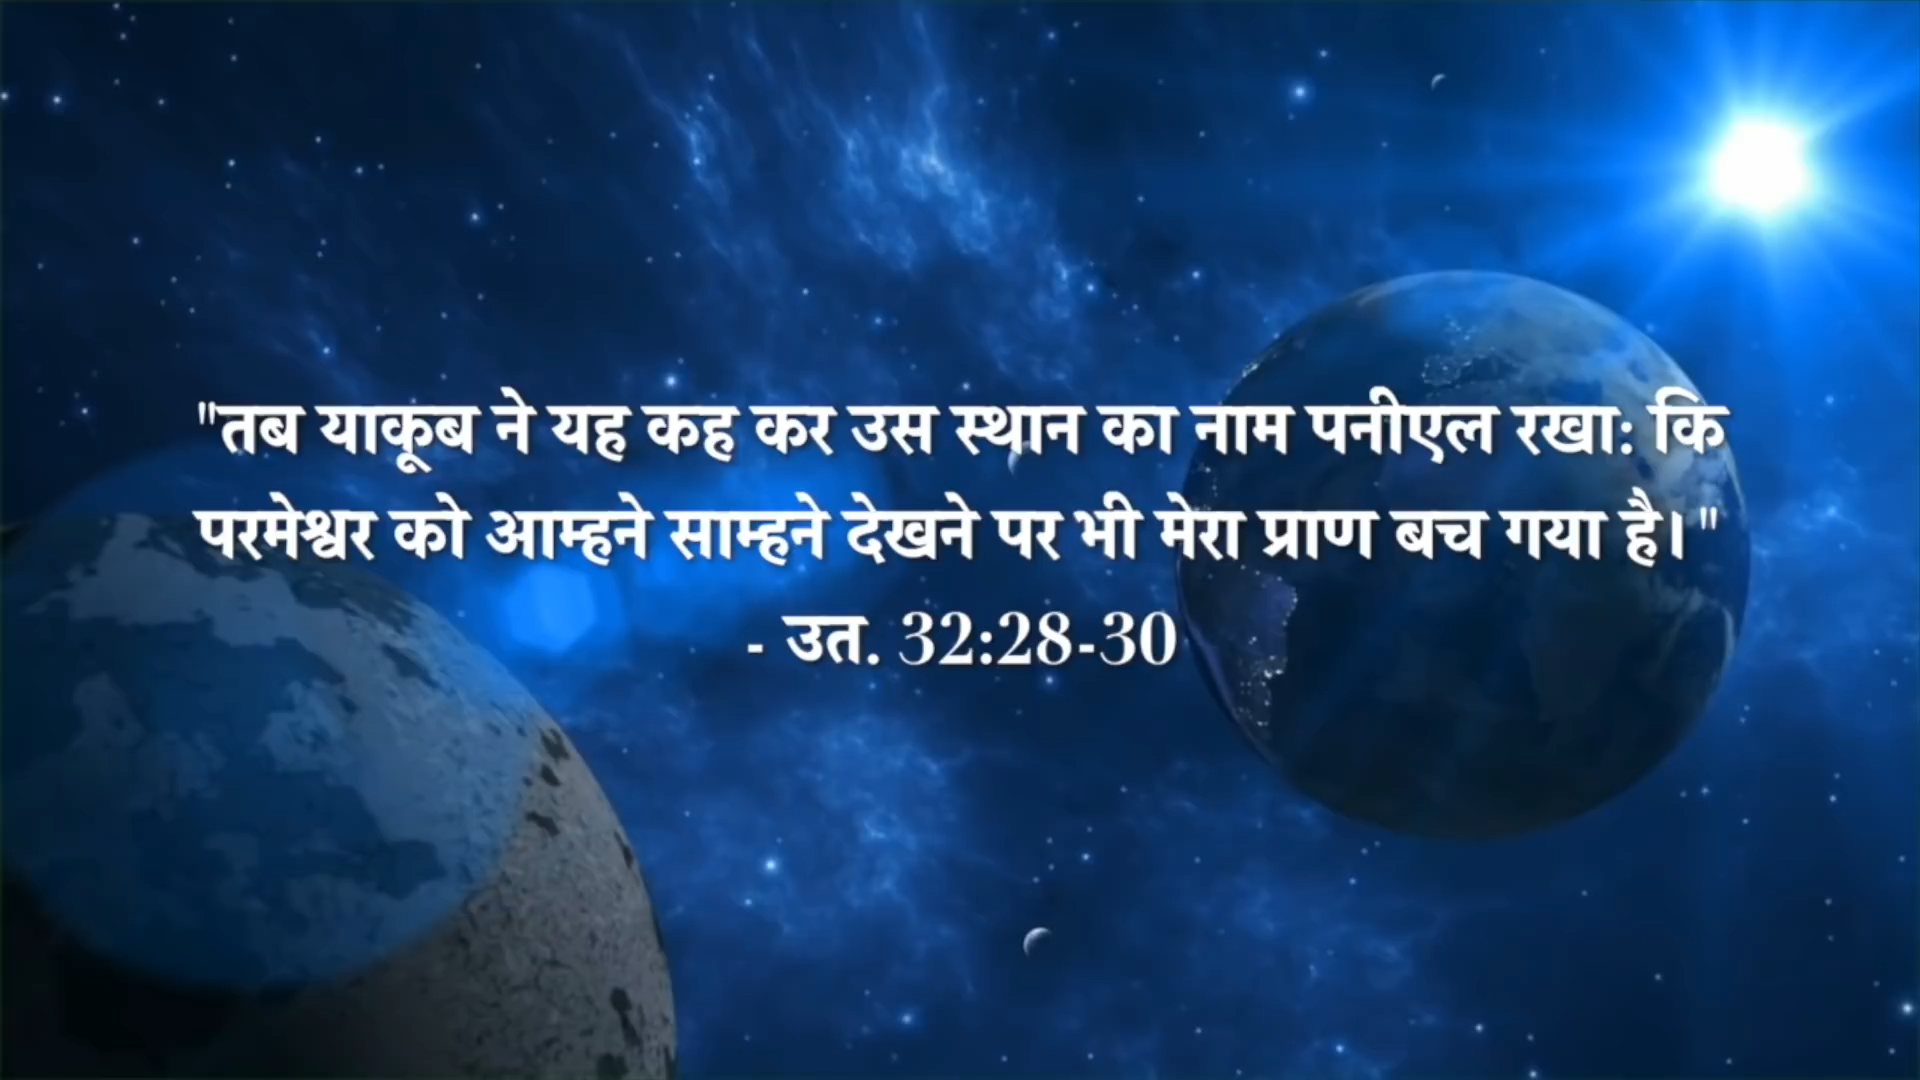 "तब याकूब ने यह कह कर उस स्थान का नाम पनीएल रखा: कि
परमेश्वर को आम्हने साम्हने देखने पर भी मेरा प्राण बच गया है।"
- उत. 32:28-30